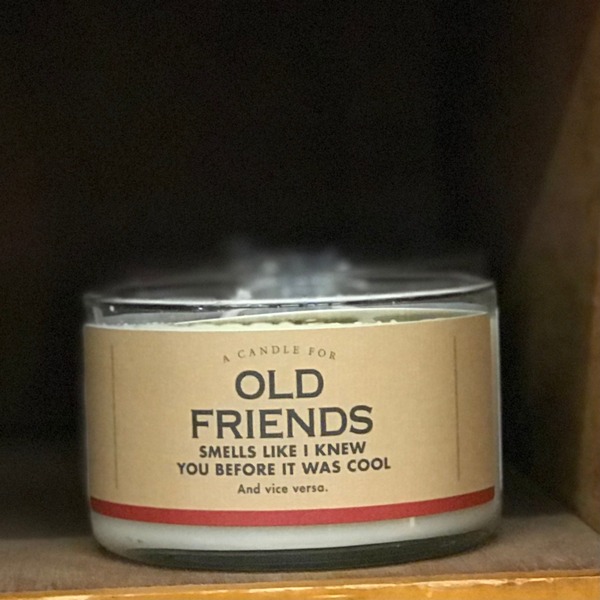 A CANDLE FOR
OLD
FRIENDS
SMELLS LIKE I KNEW
YOU BEFORE IT WAS COOL
And vice versa.